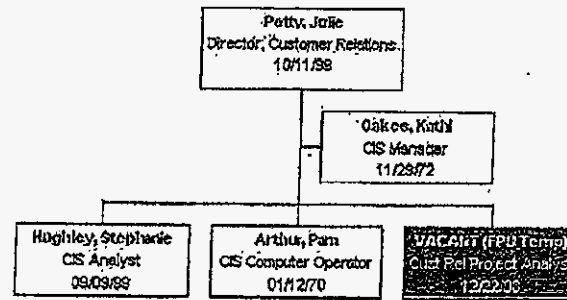 Petty, Julie
Director, Customer Relations
10/11/99
Oakes, Kathi
CIS Manager
11/29/72
Hughley, Stephanie
CIS Analyst
09/09/99
Arthur, Pam
CIS Computer Operator
01/12/70
VACANT (FPU Temp)
Cust Rel Project Analyst
12/22/03